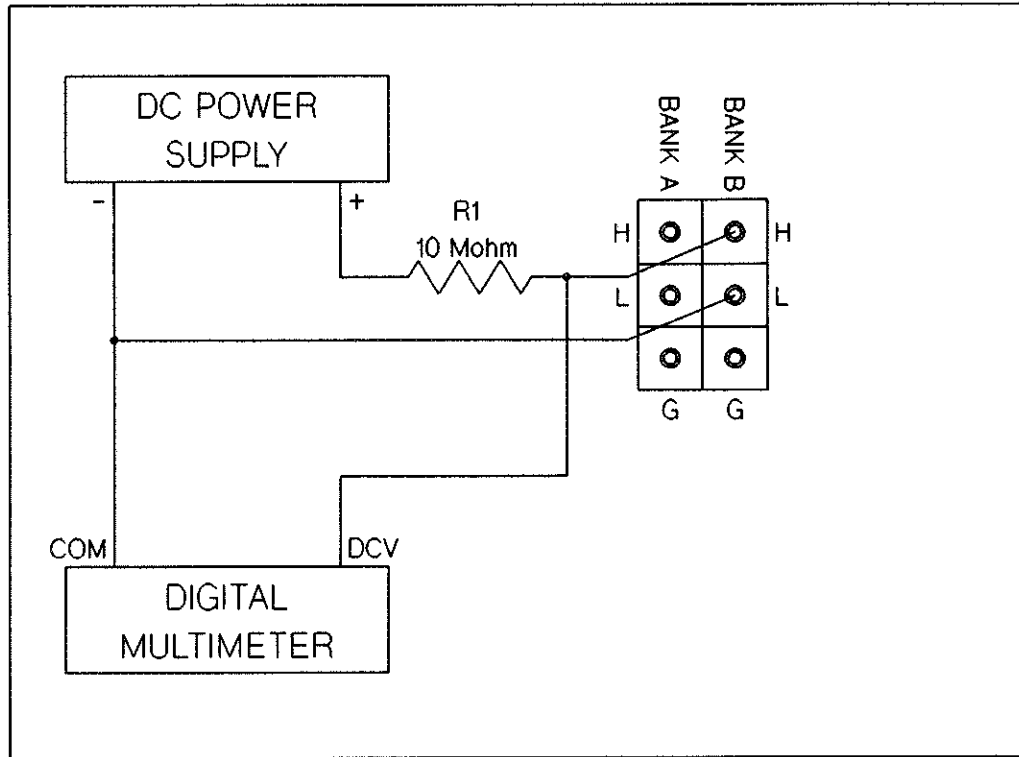 DC POWER
SUPPLY
-
+
R1
10 Mohm
BANK A
BANK B
H
H
L
L
G
G
COM
DCV
DIGITAL
MULTIMETER